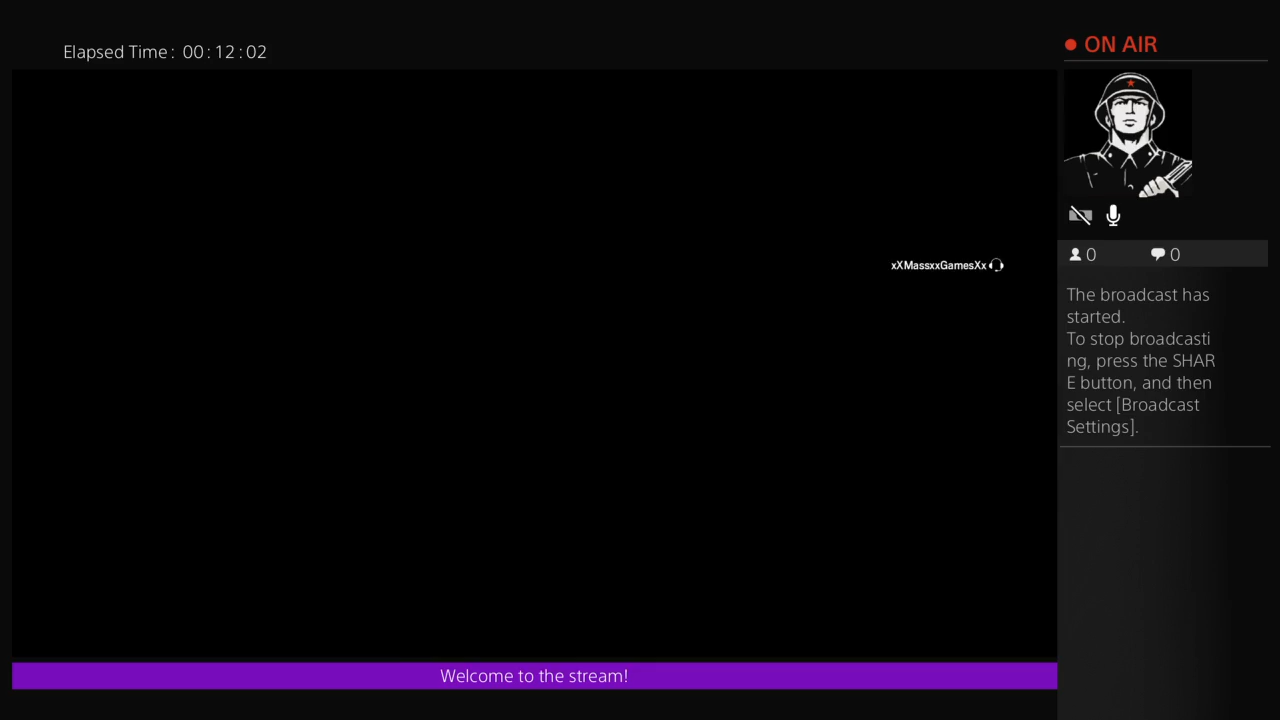 Elapsed Time: 00:12:02
ON AIR
xXMassxxGamesXx
0 0
The broadcast has
started.
To stop broadcasti
ng, press the SHAR
E button, and then
select [Broadcast
Settings].
Welcome to the stream!